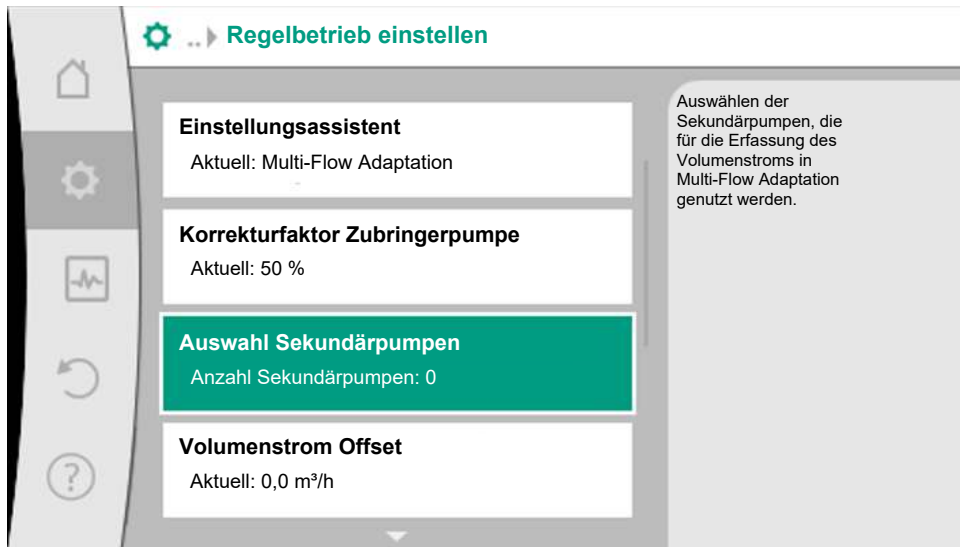 .. Regelbetrieb einstellen
Einstellungsassistent
Aktuell: Multi-Flow Adaptation
Korrekturfaktor Zubringerpumpe
Aktuell: 50 %
Auswahl Sekundärpumpen
Anzahl Sekundärpumpen: 0
Volumenstrom Offset
Aktuell: 0,0 m³/h
Auswählen der
Sekundärpumpen, die
für die Erfassung des
Volumenstroms in
Multi-Flow Adaptation
genutzt werden.
?